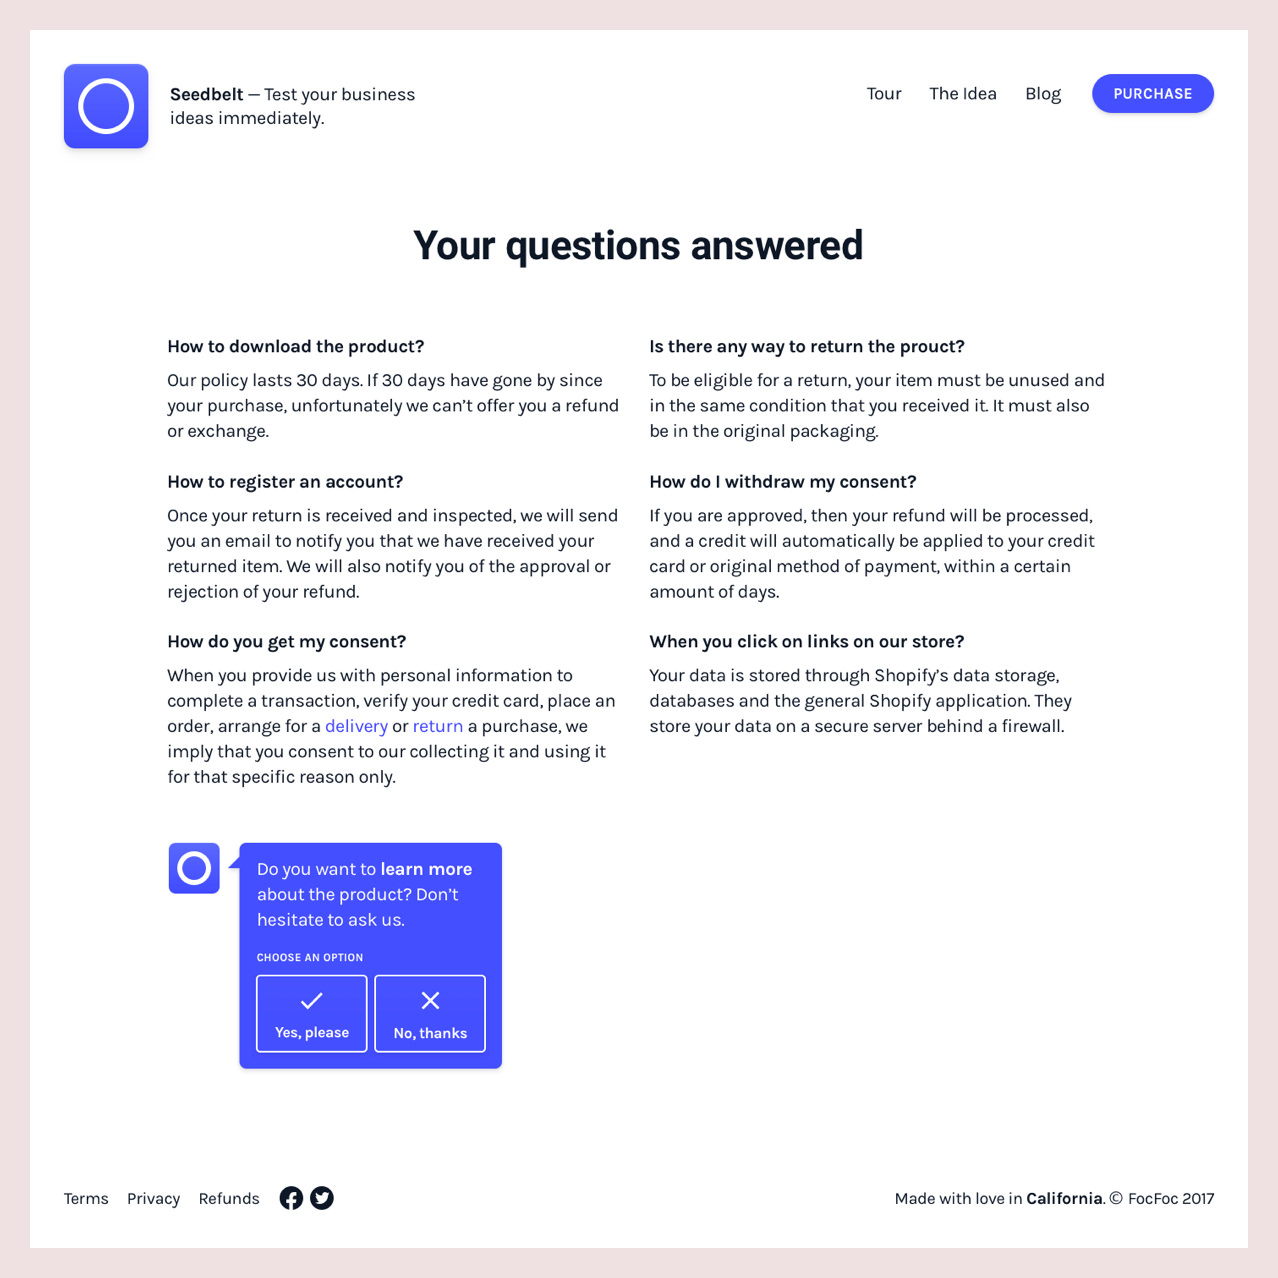 Seedbelt — Test your business
ideas immediately.
Tour The Idea Blog PURCHASE
Your questions answered
How to download the product?
Our policy lasts 30 days. If 30 days have gone by since
your purchase, unfortunately we can’t offer you a refund
or exchange.
Is there any way to return the prouct?
To be eligible for a return, your item must be unused and
in the same condition that you received it. It must also
be in the original packaging.
How to register an account?
Once your return is received and inspected, we will send
you an email to notify you that we have received your
returned item. We will also notify you of the approval or
rejection of your refund.
How do I withdraw my consent?
If you are approved, then your refund will be processed,
and a credit will automatically be applied to your credit
card or original method of payment, within a certain
amount of days.
How do you get my consent?
When you provide us with personal information to
complete a transaction, verify your credit card, place an
order, arrange for a delivery or return a purchase, we
imply that you consent to our collecting it and using it
for that specific reason only.
When you click on links on our store?
Your data is stored through Shopify’s data storage,
databases and the general Shopify application. They
store your data on a secure server behind a firewall.
Do you want to learn more
about the product? Don’t
hesitate to ask us.
CHOOSE AN OPTION
Yes, please
No, thanks
Terms Privacy Refunds
Made with love in California. © FocFoc 2017